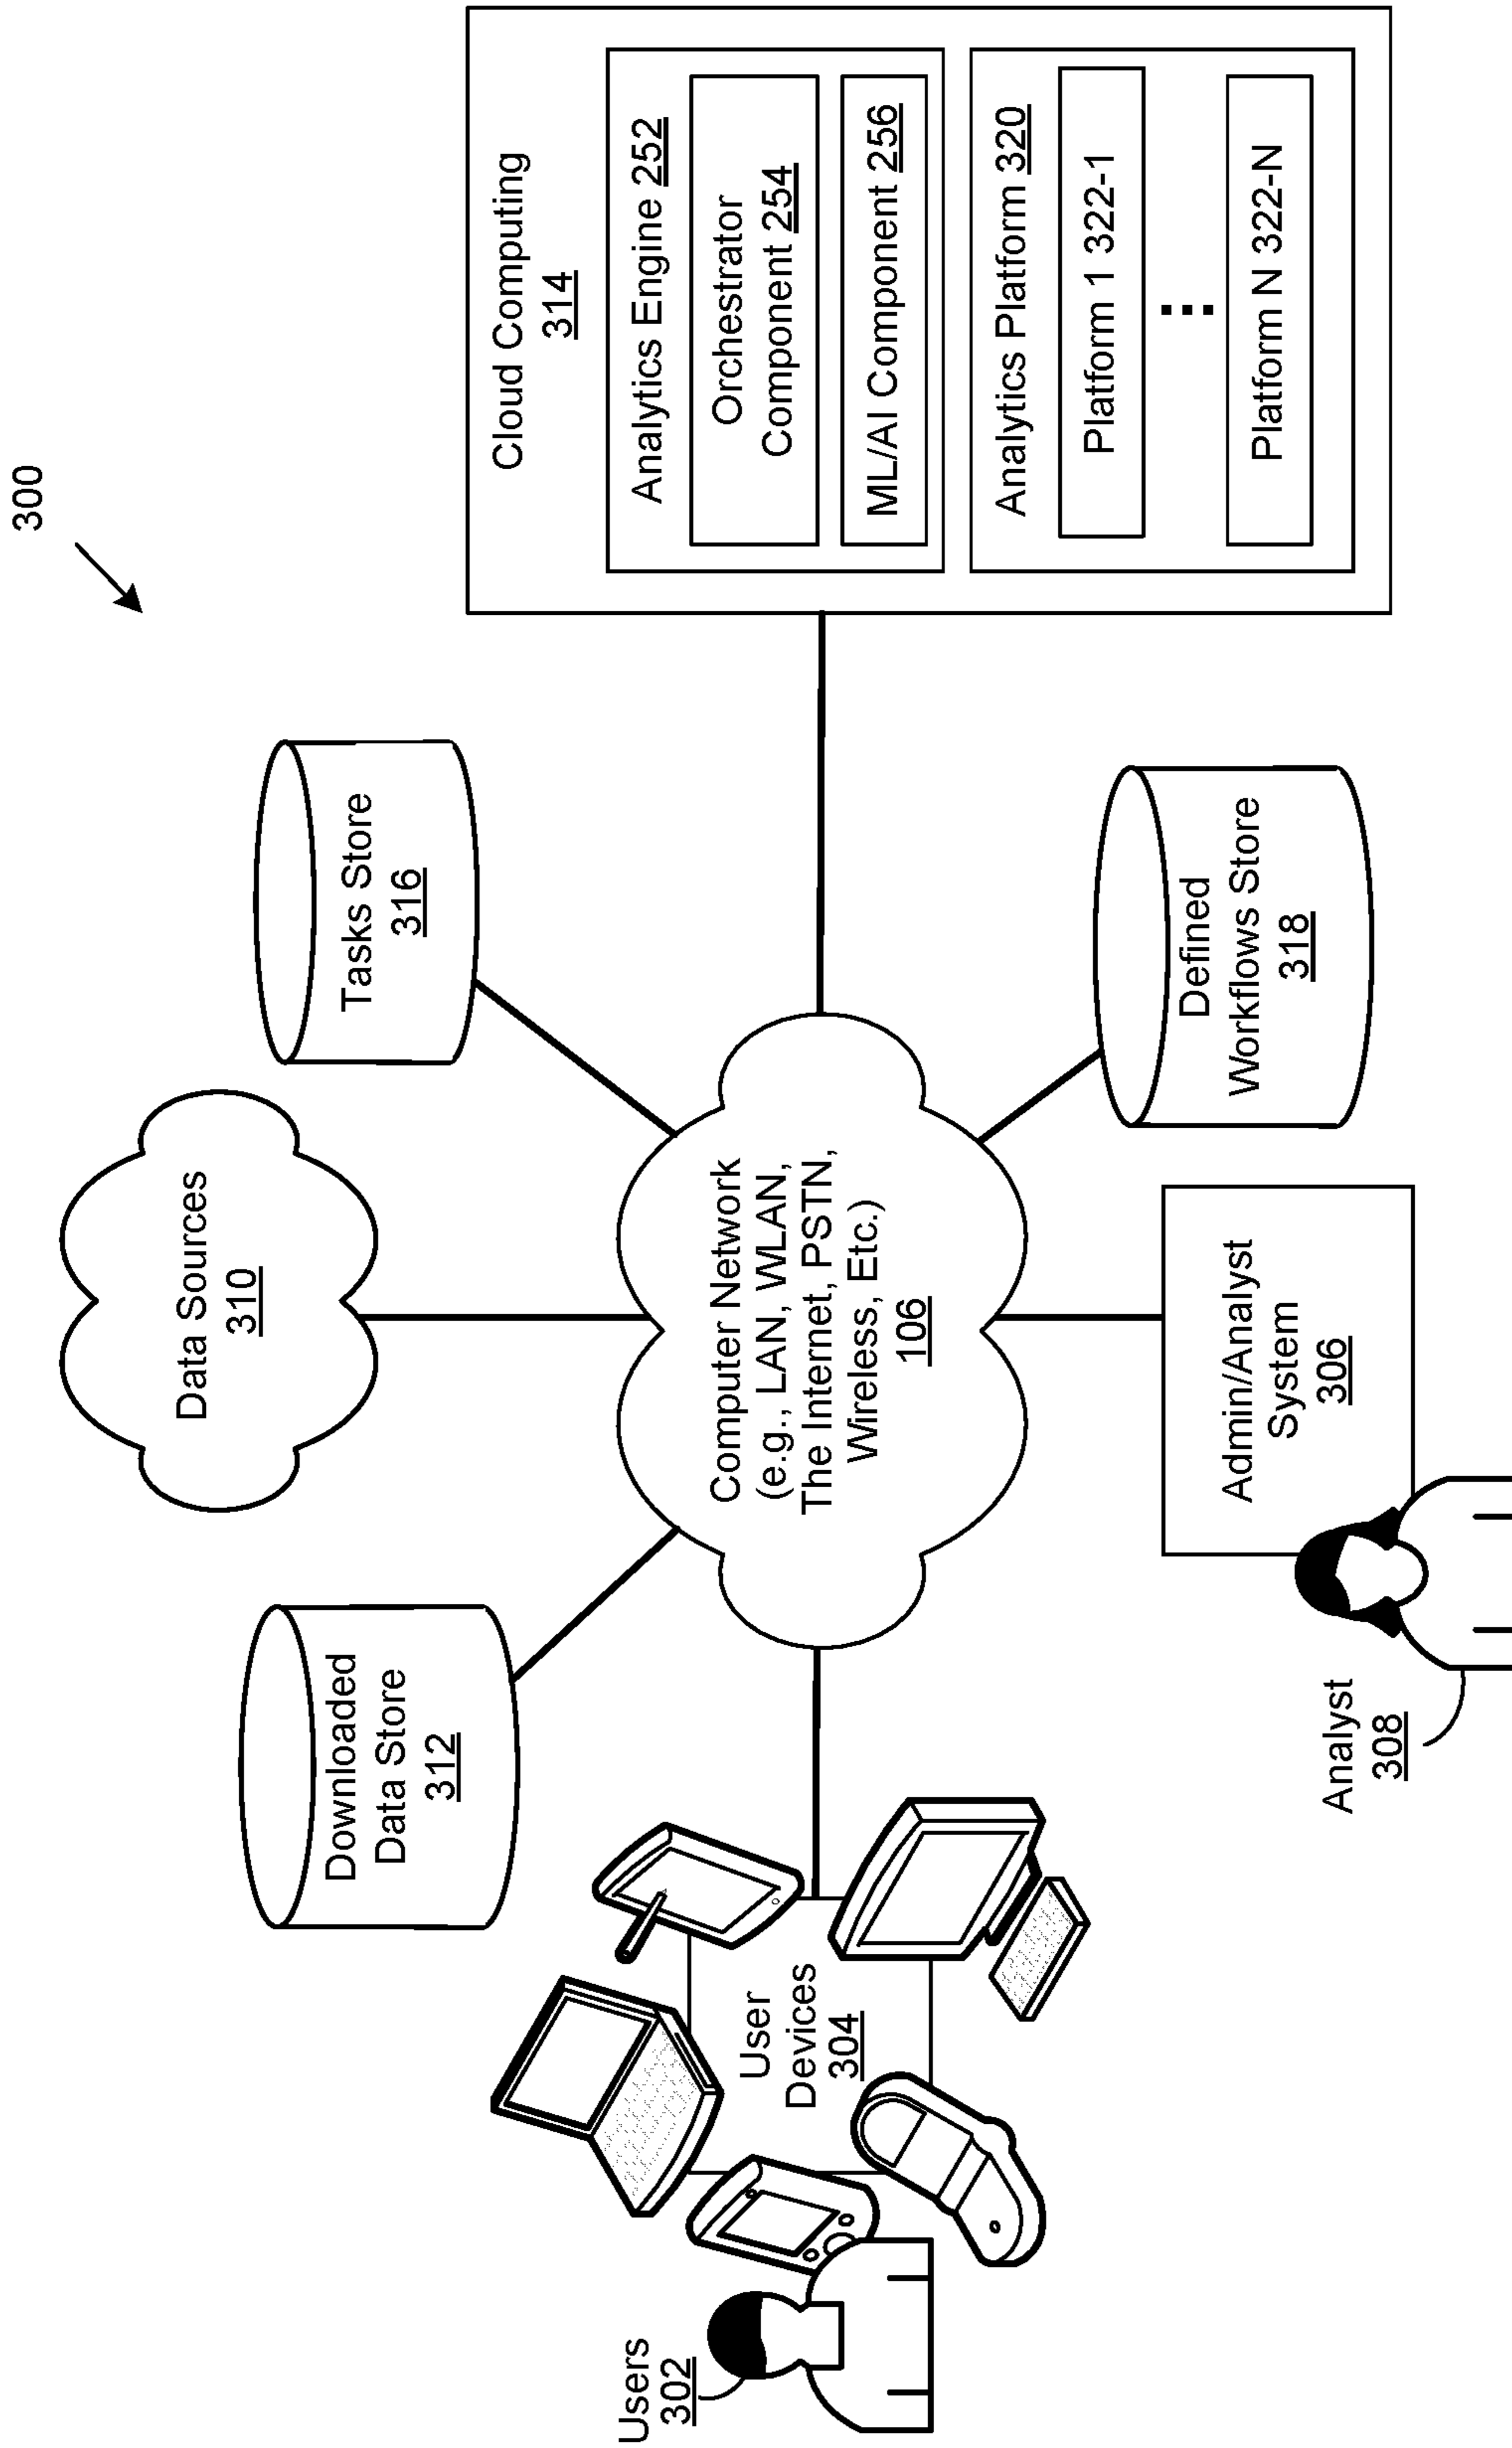 300
Data Sources
310
Downloaded
Data Store
312
Tasks Store
316
Cloud Computing
314
Analytics Engine 252
Orchestrator
Component 254
ML/AI Component 256
Analytics Platform 320
Platform 1 322-1
Platform N 322-N
Computer Network
(e.g., LAN, WLAN,
The Internet, PSTN,
Wireless, Etc.)
106
Users
302
User
Devices
304
Defined
Workflows Store
318
Admin/Analyst
System
306
Analyst
308